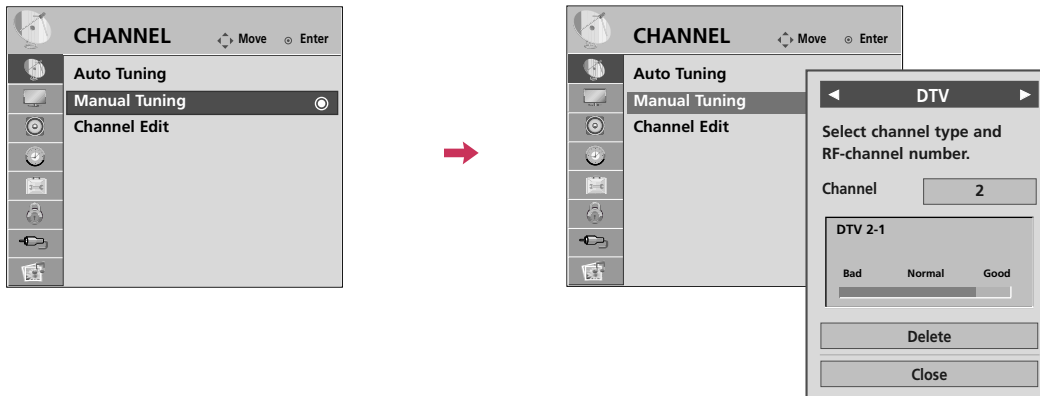 CHANNEL Move Enter
Auto Tuning
Manual Tuning
Channel Edit
CHANNEL Move Enter
Auto Tuning
Manual Tuning
Channel Edit
DTV
Select channel type and
RF-channel number.
Channel 2
DTV 2-1
Bad Normal Good
Delete
Close